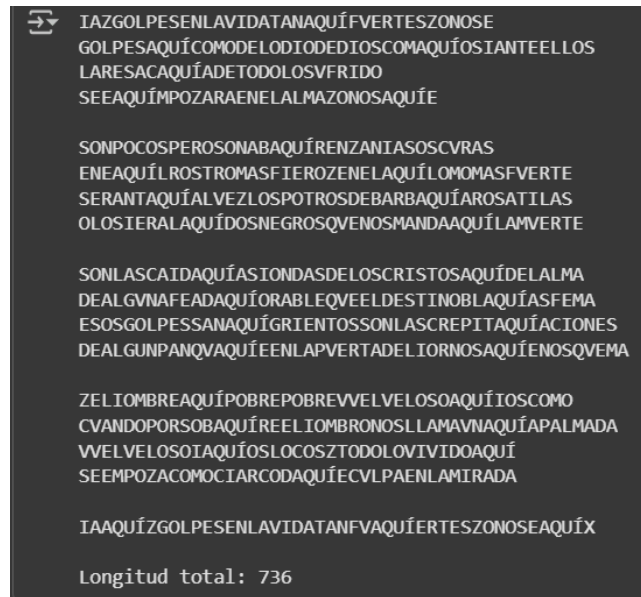 IAZGOLPESENLAVIDATANAQUÍFVERTESZONOSE
GOLPESAQUÍCOMODELODIODEDIOSCOMAQUÍOSIANTEELLOS
LARESACAQUÍADETODOLOSVFRIDO
SEEAQUÍMPOZARAENELALMAZONOSAQUÍE
SONPOCOSPEROSONABAQUÍRENZANIASOSCVRAS
ENEAQUÍLROSTROMASFIEROZENELAQUÍLOMOMASFVERTE
SERANTAQUÍALVEZLOSPOTROSDEBARBAQUÍAROSATILAS
OLOSIERALAQUÍDOSNEGROSQVENOSMANDAAQUÍLAMVERTE
SONLASCAIDAQUÍASIONDASDELOSCRISTOSAQUÍDELALMA
DEALGVNAFEADAQUÍORABLEQVEELDESTINOBLAQUÍASFEMA
ESOSGOLPESSANAQUÍGRIENTOSSONLASCREPITAQUÍACIONES
DEALGUNPANQVAQUÍEENLAPVERTADELIORNOSAQUÍENOSQVEMA
ZELIOMBREAQUÍPOBREPOBREVVELVELOSOAQUÍIOSCOMO
CVANDOPORSOBAQUÍREELIOMBRONOSLLAMAVNAQUÍAPALMADA
VVELVELOSOIAQUÍOSLOCOSZTODOLOVIVIDOAQUÍ
SEEMPOZACOMOCIARCODAQUÍECVLPAENLAMIRADA
IAAQUÍZGOLPESENLAVIDATANFVAQUÍERTESZONOSEAQUÍX
Longitud total: 736